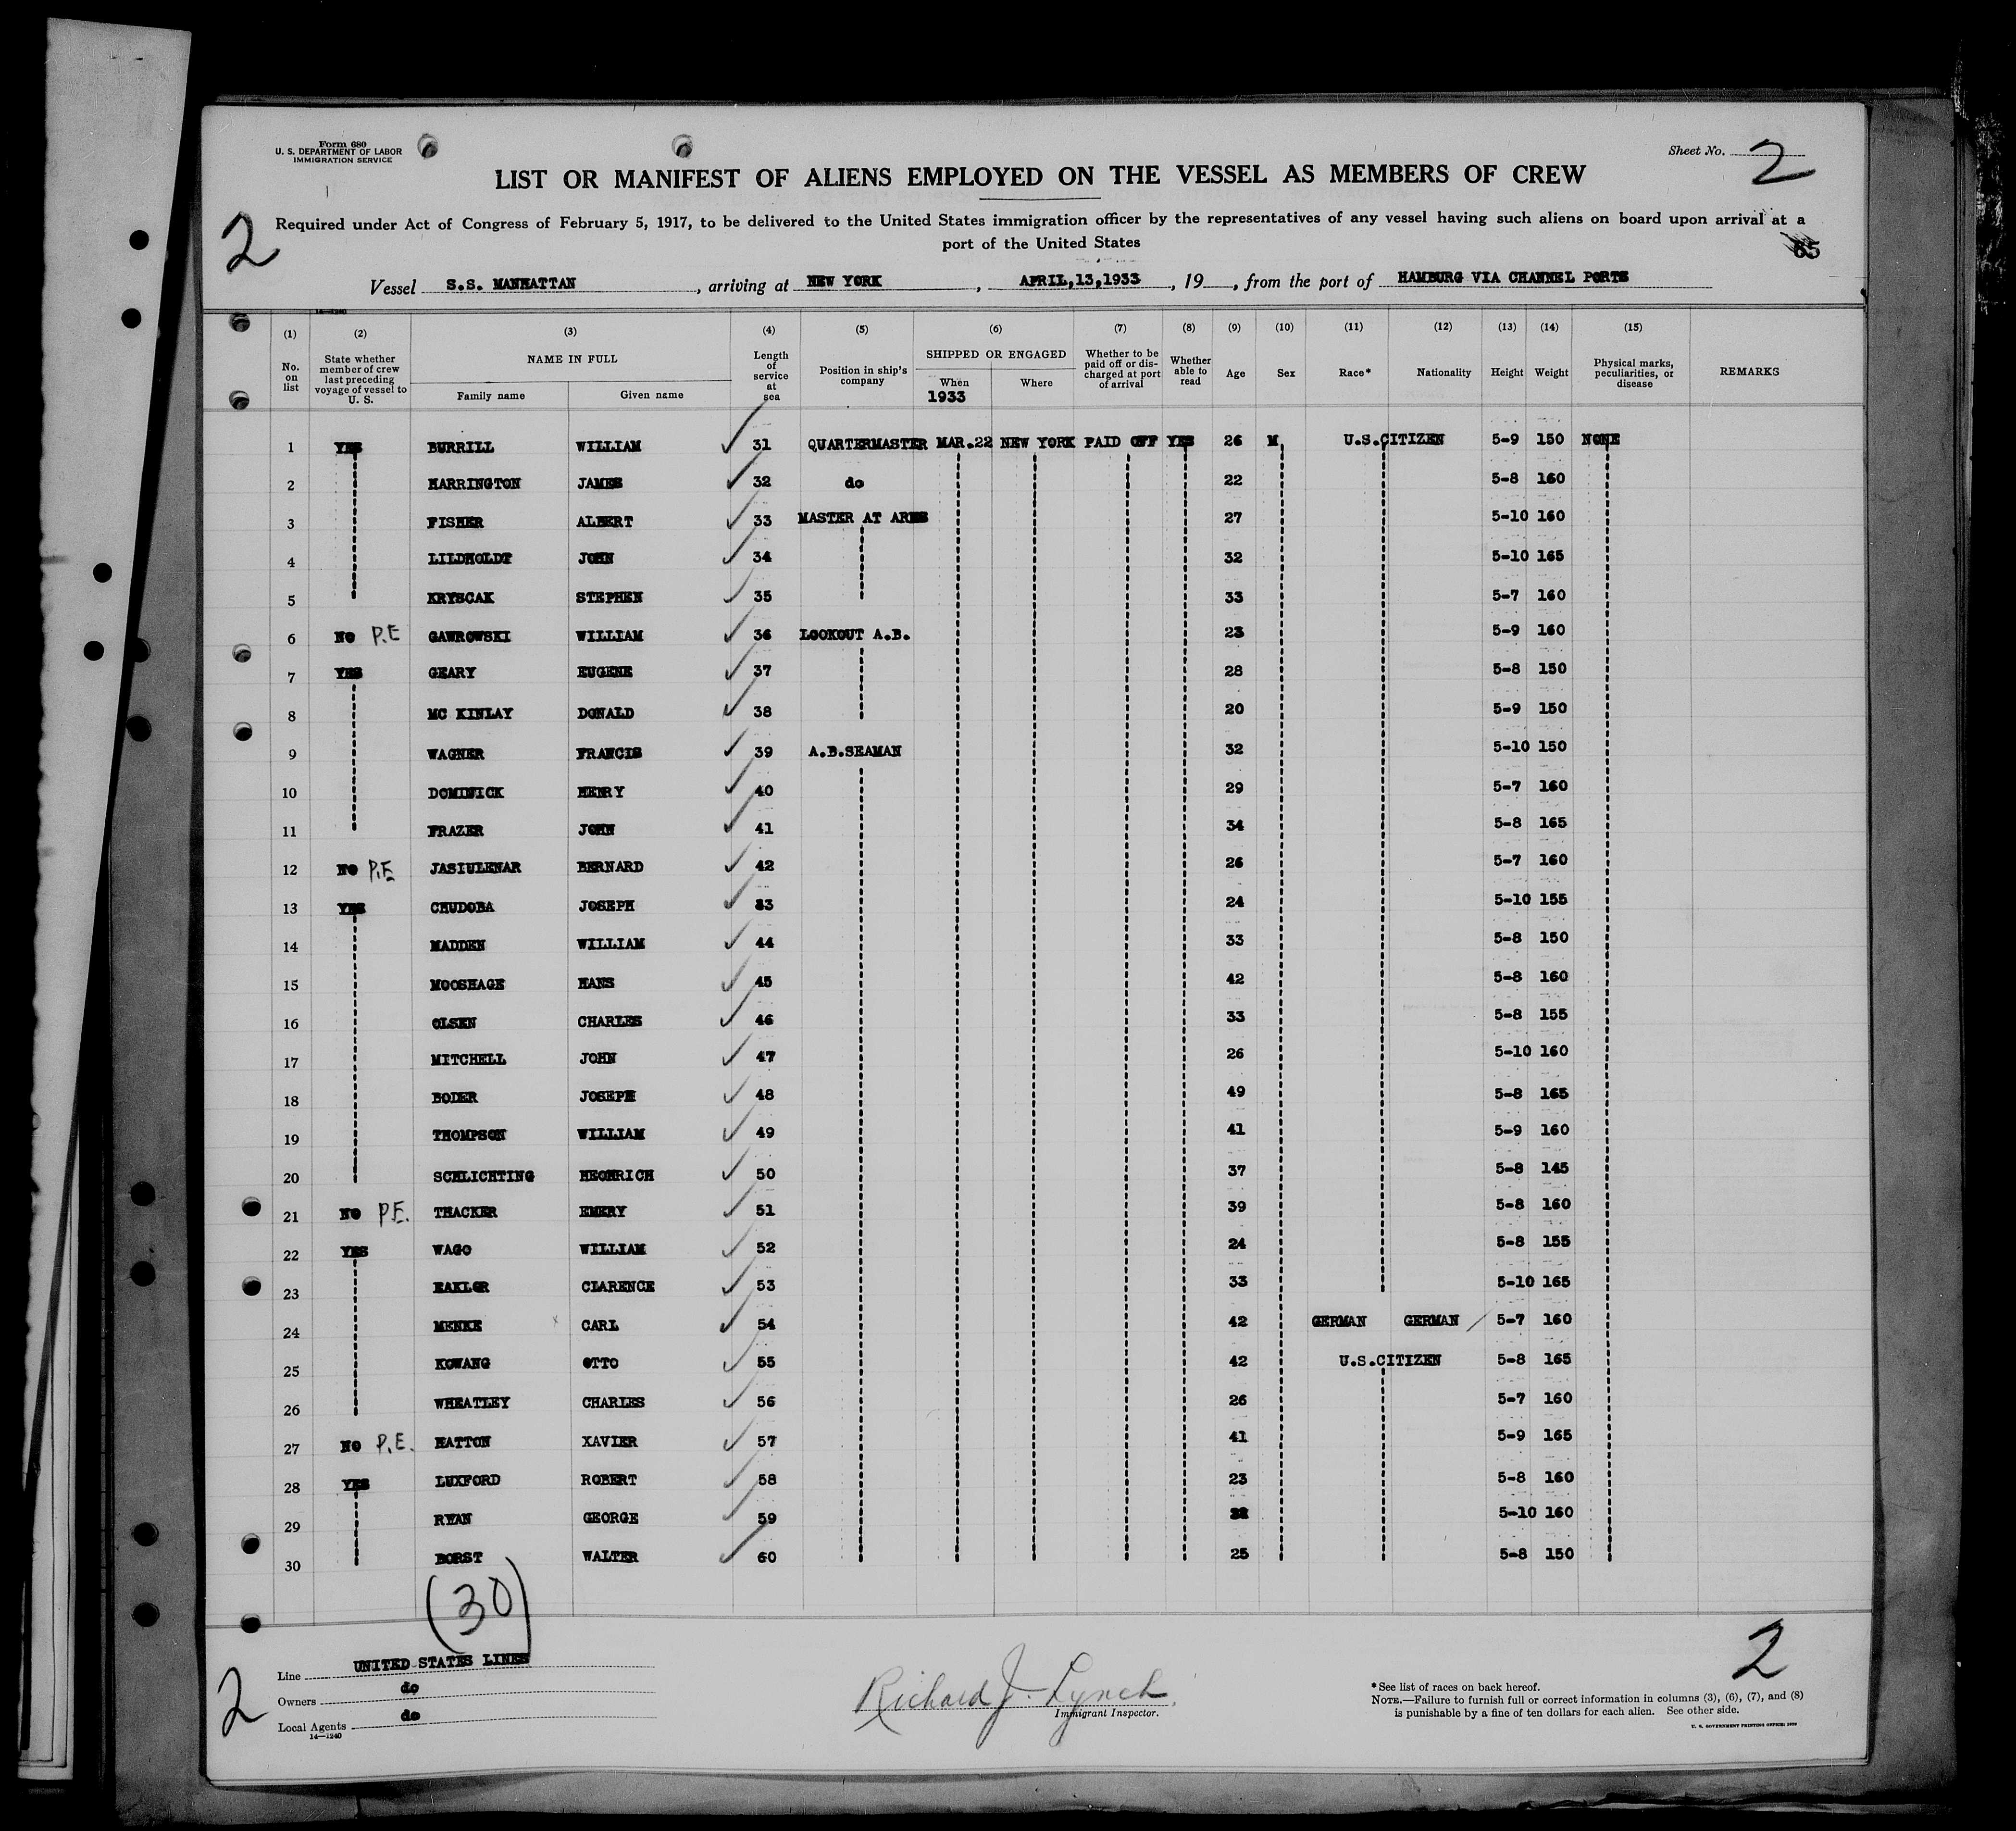 Form 680
U. S. DEPARTMENT OF LABOR
IMMIGRATION SERVICE
Sheet No. 2
LIST OR MANIFEST OF ALIENS EMPLOYED ON THE VESSEL AS MEMBERS OF CREW
2
Required under Act of Congress of February 5, 1917, to be delivered to the United States immigration officer by the representatives of any vessel having such aliens on board upon arrival at a
port of the United States
Vessel S.S. MANHATTAN, arriving at NEW YORK, APRIL,13,1933, 19, from the port of HAMBURG VIA CHANNEL PORTS
14—1240
(1) (2) (3) (4) (5) (6) (7) (8) (9) (10) (11) (12) (13) (14) (15)
No. on list
State whether member of crew last preceding voyage of vessel to U. S.
NAME IN FULL
Family name Given name
Length of service at sea
Position in ship's company
SHIPPED OR ENGAGED
When Where
1933
Whether to be paid off or discharged at port of arrival
Whether able to read
Age Sex Race* Nationality Height Weight
Physical marks, peculiarities, or disease
REMARKS
1 YES BURRILL WILLIAM 31 QUARTERMASTER MAR.22 NEW YORK PAID OFF YES 26 M U.S.CITIZEN 5-9 150 NONE
2 HARRINGTON JAMES 32 do 22 5-8 160
3 FISHER ALBERT 33 MASTER AT ARMS 27 5-10 160
4 LILDHOLDT JOHN 34 32 5-10 165
5 KRYSCAK STEPHEN 35 33 5-7 160
6 NO P.E GAWROWSKI WILLIAM 36 LOOKOUT A.B. 23 5-9 160
7 YES GEARY EUGENE 37 28 5-8 150
8 MC KINLAY DONALD 38 20 5-9 150
9 WAGNER FRANCIS 39 A.B.SEAMAN 32 5-10 150
10 DOMINICK HENRY 40 29 5-7 160
11 FRAZER JOHN 41 34 5-8 165
12 NO P.E JASIULENAR BERNARD 42 26 5-7 160
13 YES CHUDOBA JOSEPH 24 5-10 155
14 MADDEN WILLIAM 44 33 5-8 150
15 MOOSHAGE HANS 45 42 5-8 160
16 OLSEN CHARLES 46 33 5-8 155
17 MITCHELL JOHN 47 26 5-10 160
18 BODER JOSEPH 48 49 5-8 165
19 THOMPSON WILLIAM 49 41 5-9 160
20 SCHLICHTING 50 37 5-8 145
21 NO P.E. THACKER EMERY 51 39 5-8 160
22 YES WAGO WILLIAM 52 24 5-8 155
23 CLARENCE 53 33 5-10 165
24 MENKE CARL 54 42 GERMAN GERMAN 5-7 160
25 KOWANG OTTO 55 42 U.S.CITIZEN 5-8 165
26 WHEATLEY CHARLES 56 26 5-7 160
27 NO P.E. HATTON XAVIER 57 41 5-9 165
28 YES LUXFORD ROBERT 58 23 5-8 160
29 RYAN GEORGE 59 5-10 160
30 BORST WALTER 60 25 5-8 150
(30)
2
Line UNITED STATES LINES
Owners do
Local Agents do
14—1240
2
Richard J. Lynch
Immigrant Inspector.
*See list of races on back hereof.
NOTE.—Failure to furnish full or correct information in columns (3), (6), (7), and (8)
is punishable by a fine of ten dollars for each alien. See other side.